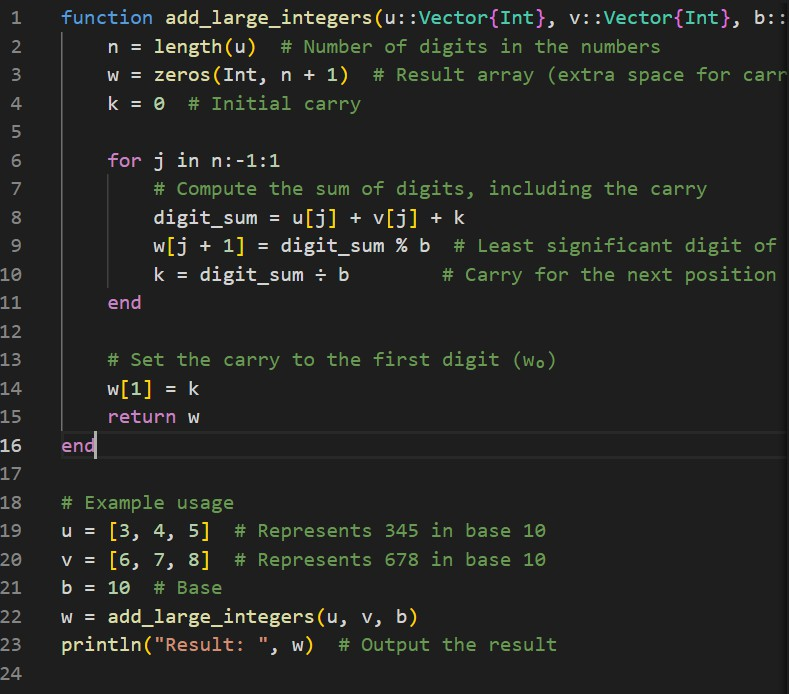 1 function add_large_integers(u::Vector{Int}, v::Vector{Int}, b::
2 n = length(u)  # Number of digits in the numbers
3 w = zeros(Int, n + 1)  # Result array (extra space for carr
4 k = 0  # Initial carry
5
6 for j in n:-1:1
7 # Compute the sum of digits, including the carry
8 digit_sum = u[j] + v[j] + k
9 w[j + 1] = digit_sum % b  # Least significant digit of
10 k = digit_sum ÷ b        # Carry for the next position
11 end
12
13 # Set the carry to the first digit (w₀)
14 w[1] = k
15 return w
16 end
17
18 # Example usage
19 u = [3, 4, 5]  # Represents 345 in base 10
20 v = [6, 7, 8]  # Represents 678 in base 10
21 b = 10  # Base
22 w = add_large_integers(u, v, b)
23 println("Result: ", w)  # Output the result
24